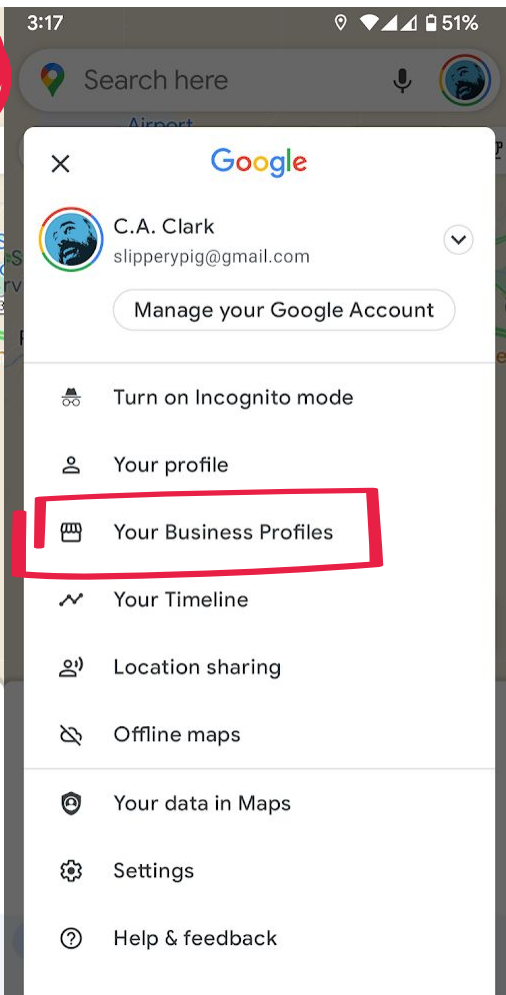 3:17
51%
Search here
Airport
Google
C.A. Clark
slipperypig@gmail.com
Manage your Google Account
Turn on Incognito mode
Your profile
Your Business Profiles
Your Timeline
Location sharing
Offline maps
Your data in Maps
Settings
Help & feedback